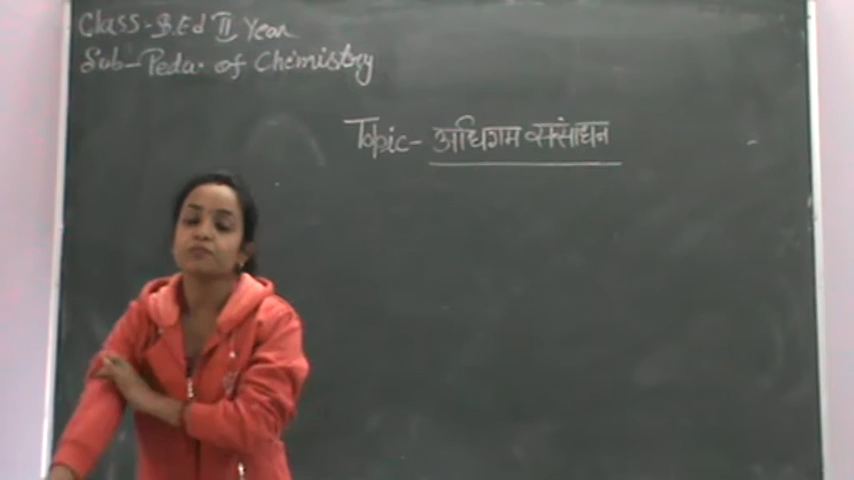 Class-B.Ed II Year
Sub-Peda. of Chemistry
Topic- अधिगम संसाधन